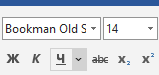 Bookman Old S 14
Ж К Ч abc x₂ x²